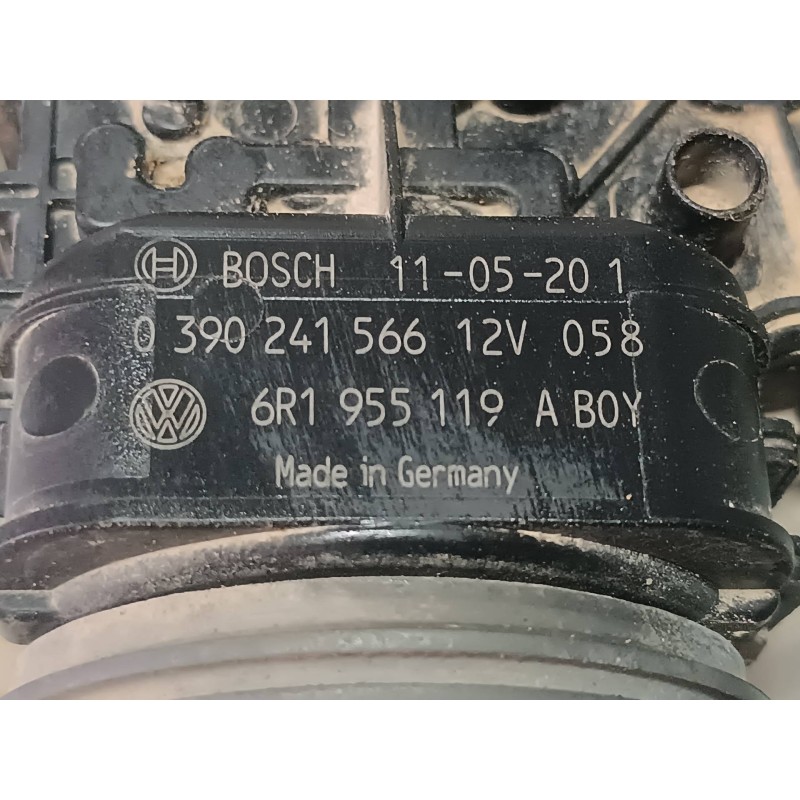 BOSCH 11-05-20 1
0 390 241 566 12V 058
6R1 955 119 A BOY
Made in Germany